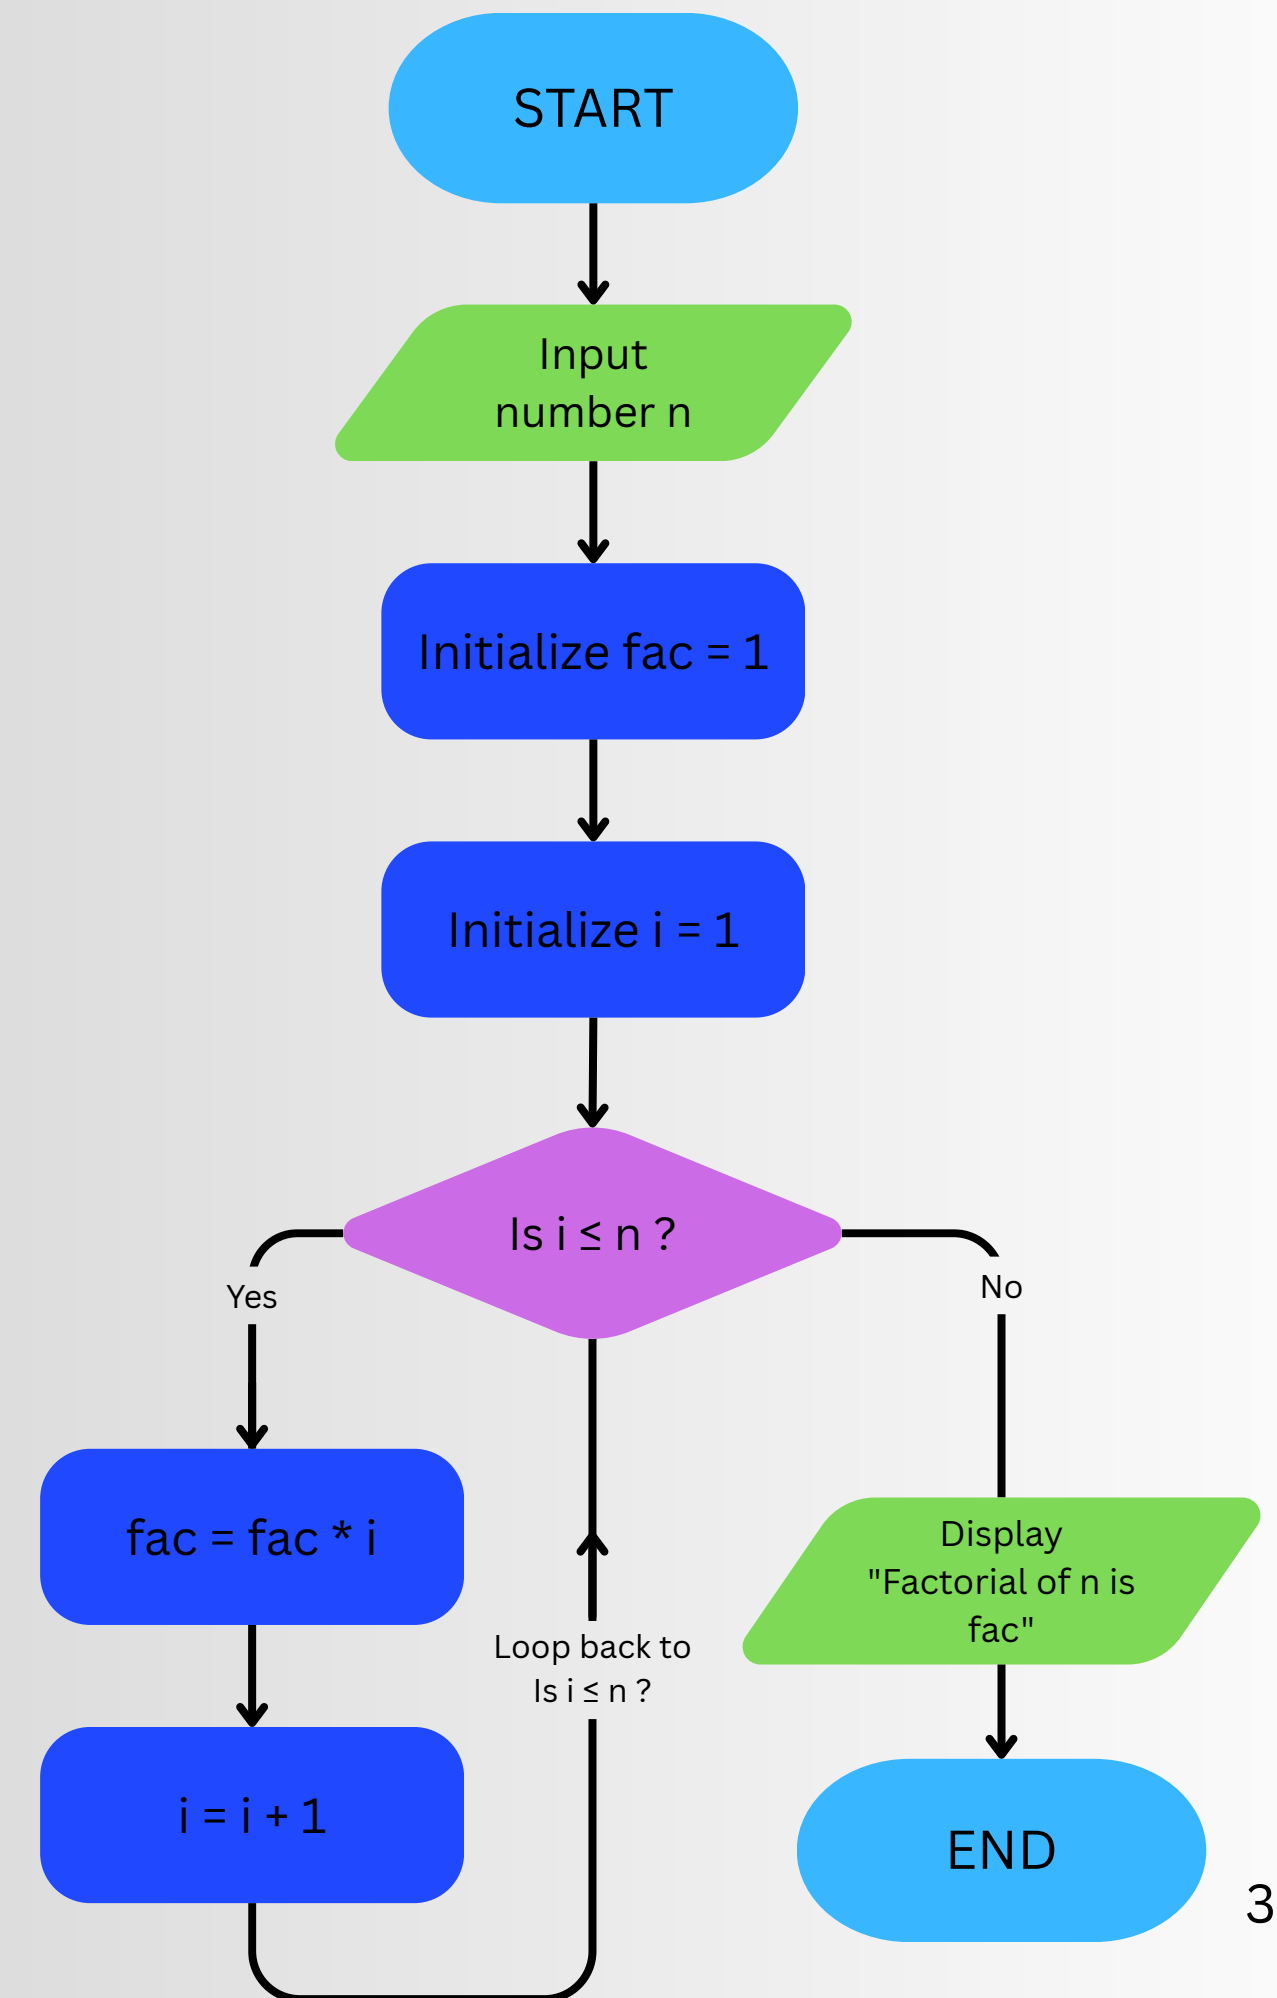 START
Input
number n
Initialize fac = 1
Initialize i = 1
Is i ≤ n ?
Yes
No
fac = fac * i
i = i + 1
Loop back to
Is i ≤ n ?
Display
"Factorial of n is
fac"
END
3